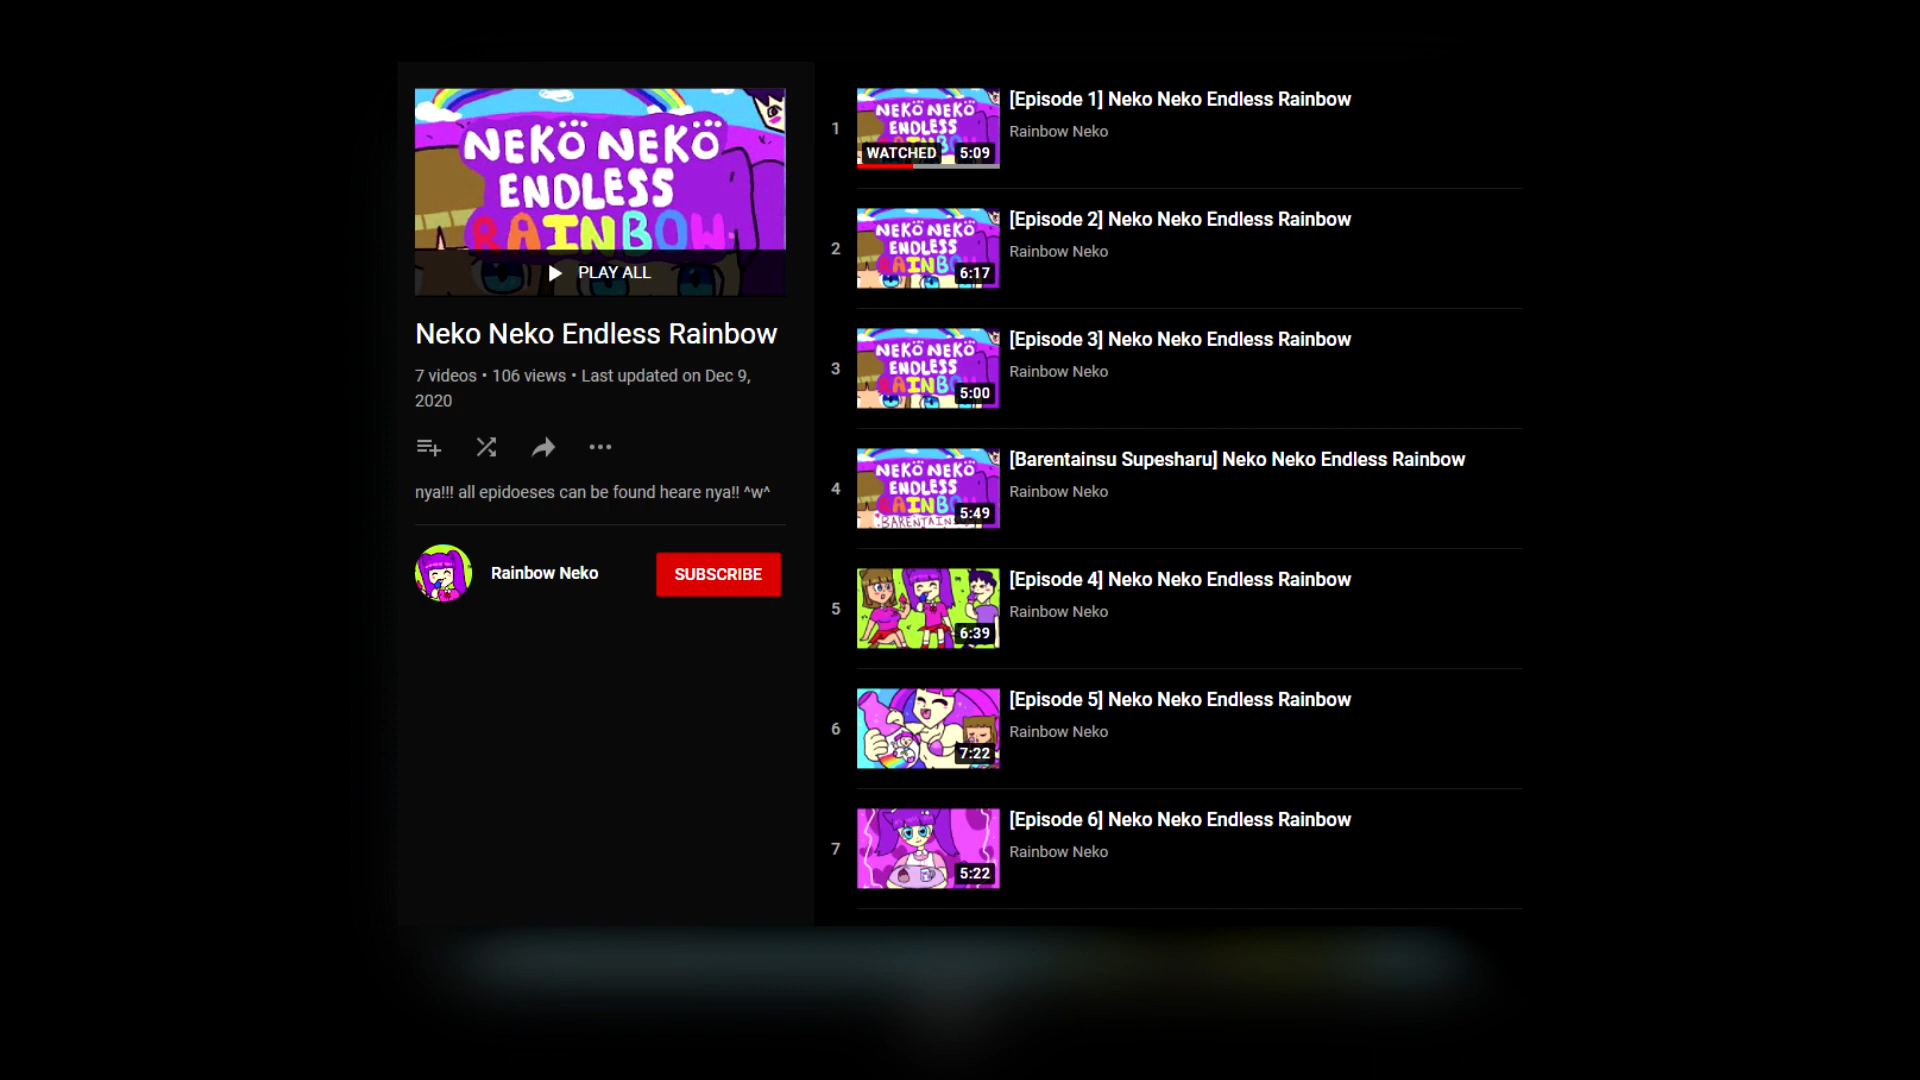 NEKO NEKO
ENDLESS
RAINBOW
PLAY ALL
Neko Neko Endless Rainbow
7 videos • 106 views • Last updated on Dec 9,
2020
nya!!! all epidoeses can be found heare nya!! ^w^
Rainbow Neko
SUBSCRIBE
1
NEKO NEKO
ENDLESS
WATCHED
5:09
[Episode 1] Neko Neko Endless Rainbow
Rainbow Neko
2
NEKO NEKO
ENDLESS
RAINBO
6:17
[Episode 2] Neko Neko Endless Rainbow
Rainbow Neko
3
NEKO NEKO
ENDLESS
RAINBO
5:00
[Episode 3] Neko Neko Endless Rainbow
Rainbow Neko
4
NEKO NEKO
ENDLESS
RAINBO
BARENTAIN
5:49
[Barentainsu Supesharu] Neko Neko Endless Rainbow
Rainbow Neko
5
6:39
[Episode 4] Neko Neko Endless Rainbow
Rainbow Neko
6
7:22
[Episode 5] Neko Neko Endless Rainbow
Rainbow Neko
7
5:22
[Episode 6] Neko Neko Endless Rainbow
Rainbow Neko